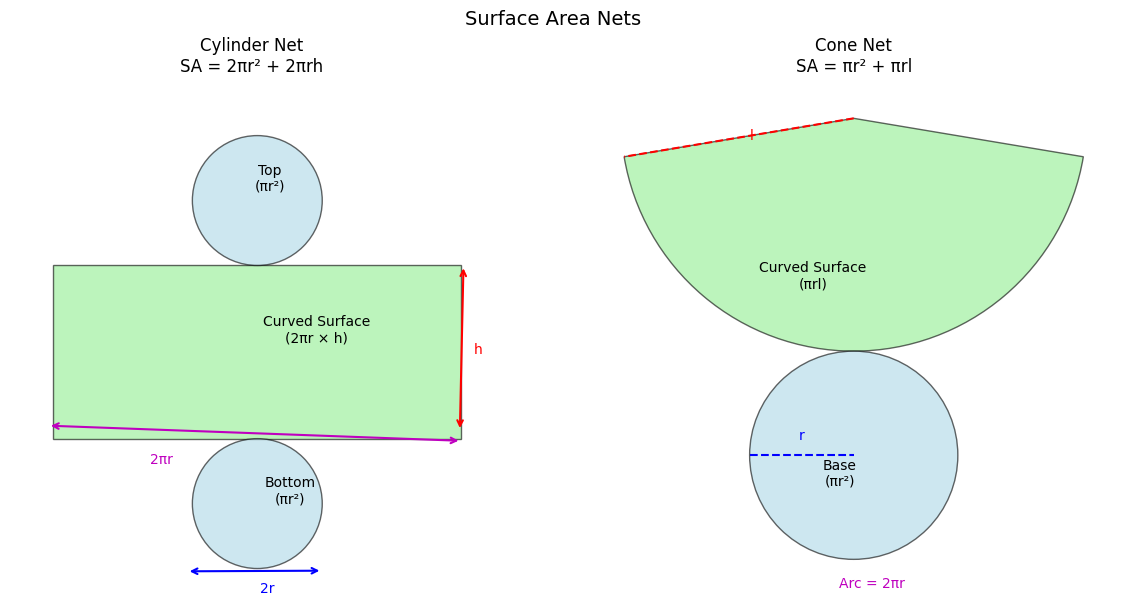 Surface Area Nets
Cylinder Net
SA = 2πr² + 2πrh
Top
(πr²)
Curved Surface
(2πr × h)
h
2πr
Bottom
(πr²)
2r
Cone Net
SA = πr² + πrl
l
Curved Surface
(πrl)
r
Base
(πr²)
Arc = 2πr